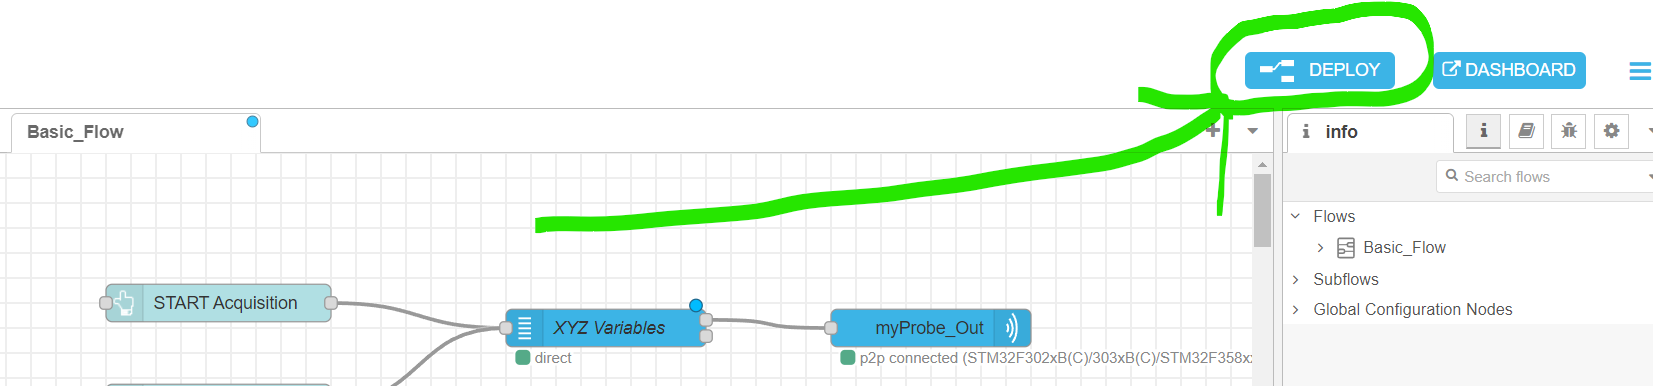 DEPLOY
DASHBOARD
Basic_Flow
info
Search flows
Flows
Basic_Flow
Subflows
Global Configuration Nodes
START Acquisition
XYZ Variables
direct
myProbe_Out
p2p connected (STM32F302xB(C)/303xB(C)/STM32F358x